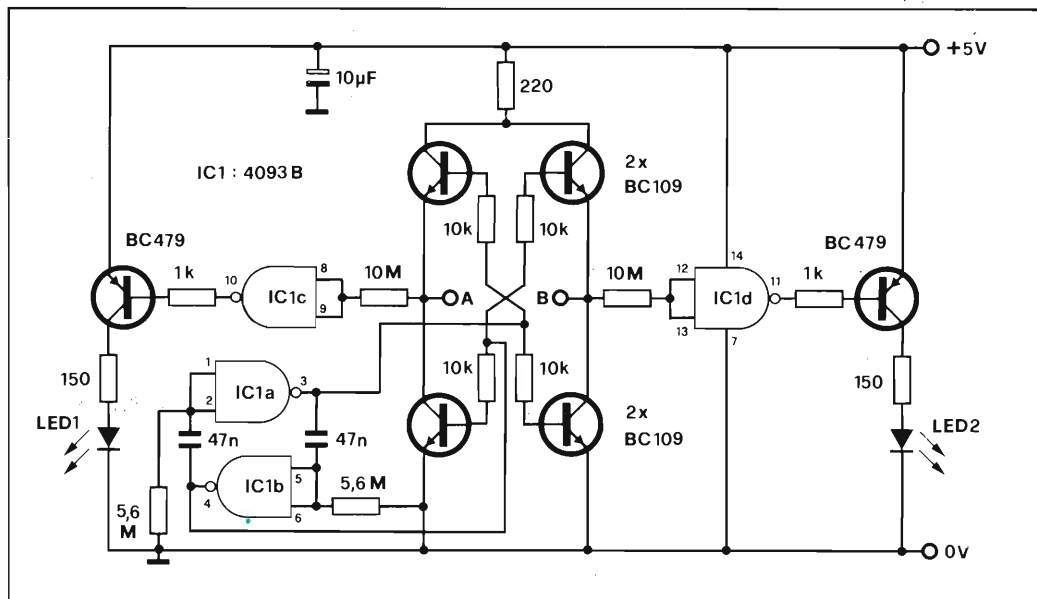 +5V
10µF
220
IC1 : 4093 B
2x
BC109
BC479
BC479
10k
10k
1k
10
IC1c
8
9
10M
A
B
10M
12
13
14
IC1d
11
7
1k
150
LED1
1
2
IC1a
3
10k
10k
150
LED2
47n
47n
2x
BC109
IC1b
4
5
6
5,6 M
5,6
M
0V